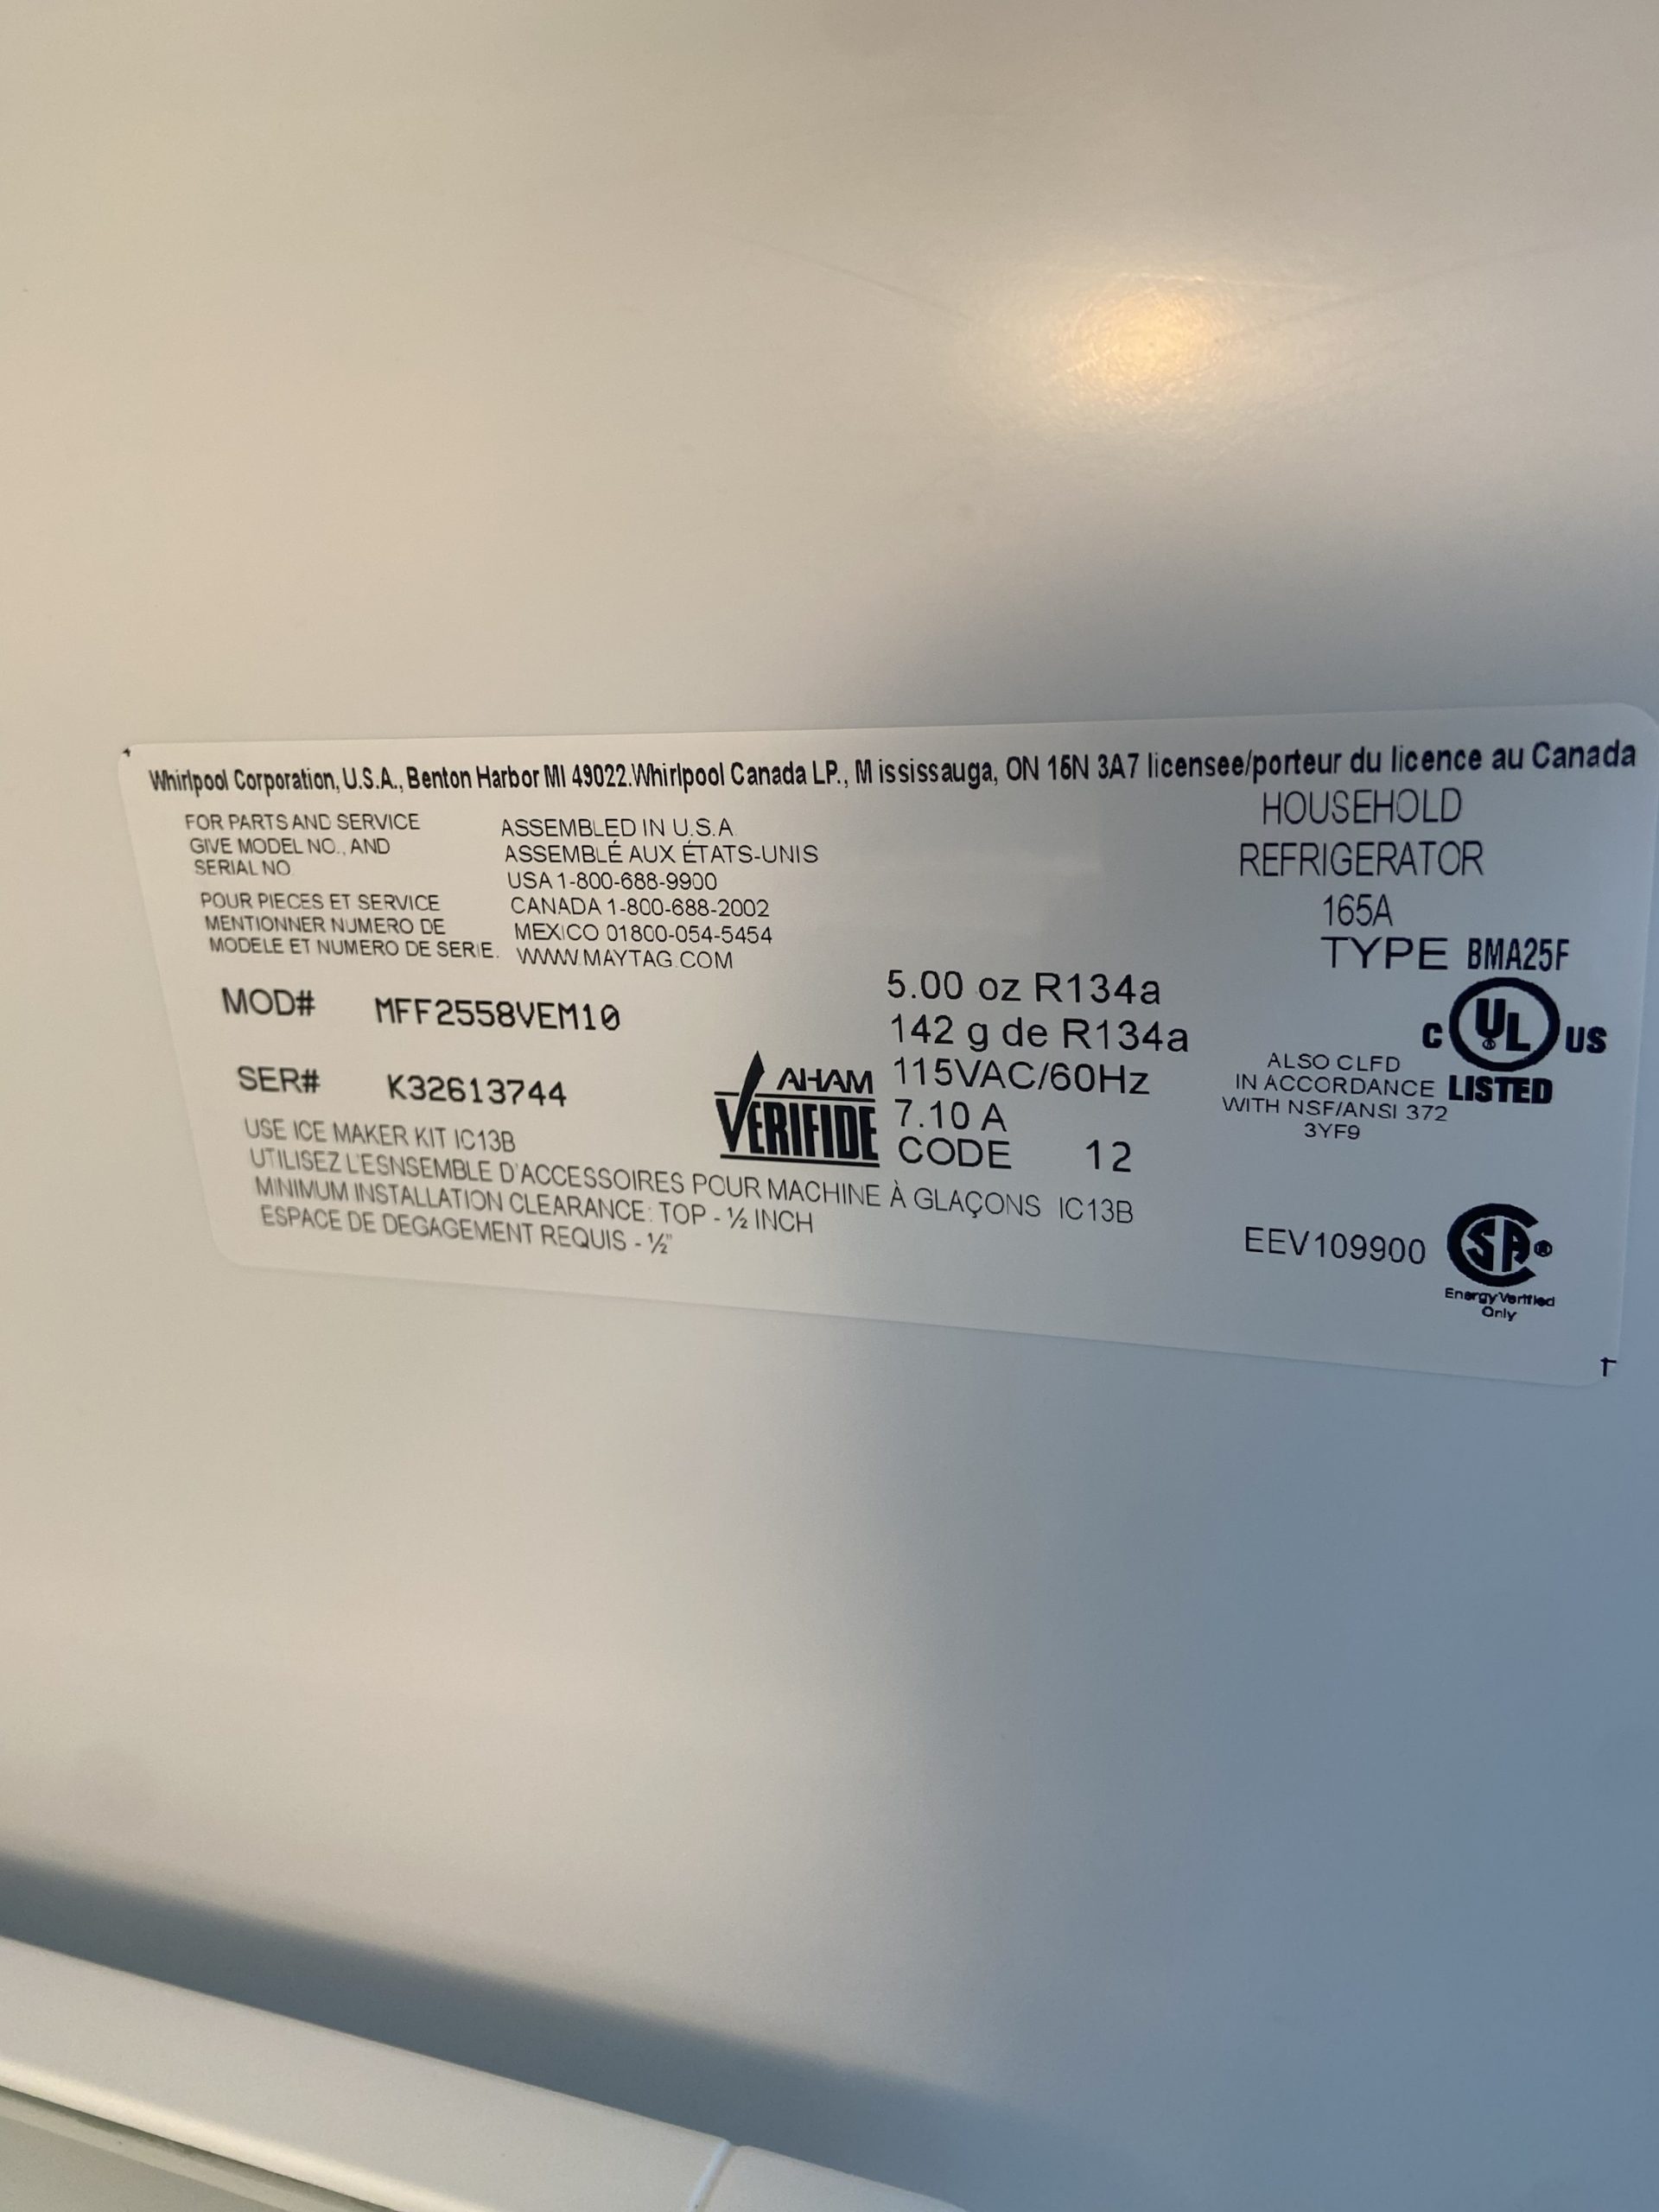 Whirlpool Corporation, U.S.A., Benton Harbor MI 49022.Whirlpool Canada LP., M ississauga, ON 15N 3A7 licensee/porteur du licence au Canada
FOR PARTS AND SERVICE
GIVE MODEL NO., AND
SERIAL NO.
POUR PIECES ET SERVICE
MENTIONNER NUMERO DE
MODELE ET NUMERO DE SERIE.
ASSEMBLED IN U.S.A.
ASSEMBLÉ AUX ÉTATS-UNIS
USA 1-800-688-9900
CANADA 1-800-688-2002
MEXICO 01800-054-5454
WWW.MAYTAG.COM
HOUSEHOLD
REFRIGERATOR
165A
TYPE BMA25F
MOD# MFF2558VEM10
SER# K32613744
AHAM
VERIFIDE
5.00 oz R134a
142 g de R134a
115VAC/60Hz
7.10 A
CODE 12
C UL US
LISTED
ALSO CLFD
IN ACCORDANCE
WITH NSF/ANSI 372
3YF9
USE ICE MAKER KIT IC13B
UTILISEZ L'ESNSEMBLE D'ACCESSOIRES POUR MACHINE À GLAÇONS IC13B
MINIMUM INSTALLATION CLEARANCE: TOP - ½ INCH
ESPACE DE DEGAGEMENT REQUIS - ½"
EEV109900
SA®
Energy Verified
Only